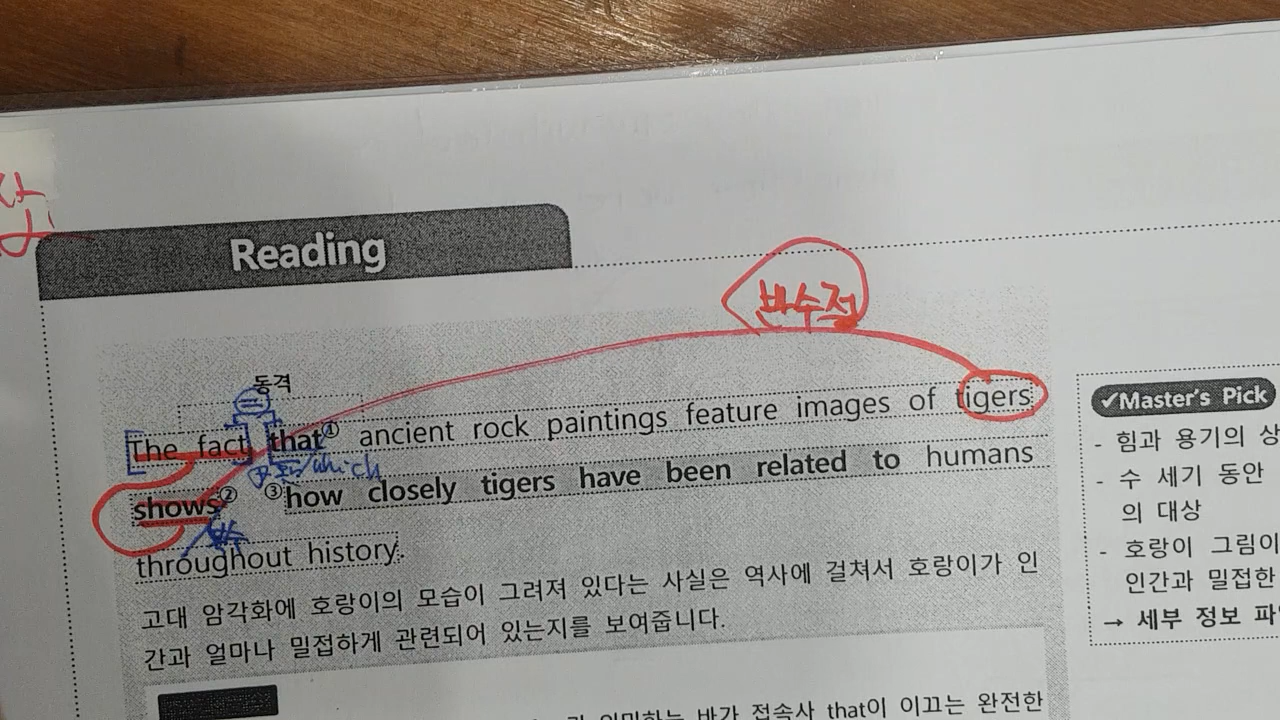 Reading
반수점
동격
The fact that① ancient rock paintings feature images of tigers
which
shows② ③how closely tigers have been related to humans
throughout history.
고대 암각화에 호랑이의 모습이 그려져 있다는 사실은 역사에 걸쳐서 호랑이가 인
간과 얼마나 밀접하게 관련되어 있는지를 보여줍니다.
의미하는 바가 접속사 that이 이끄는 완전한
✓Master's Pick
- 힘과 용기의 상
- 수 세기 동안
의 대상
- 호랑이 그림이
인간과 밀접한
→ 세부 정보 파